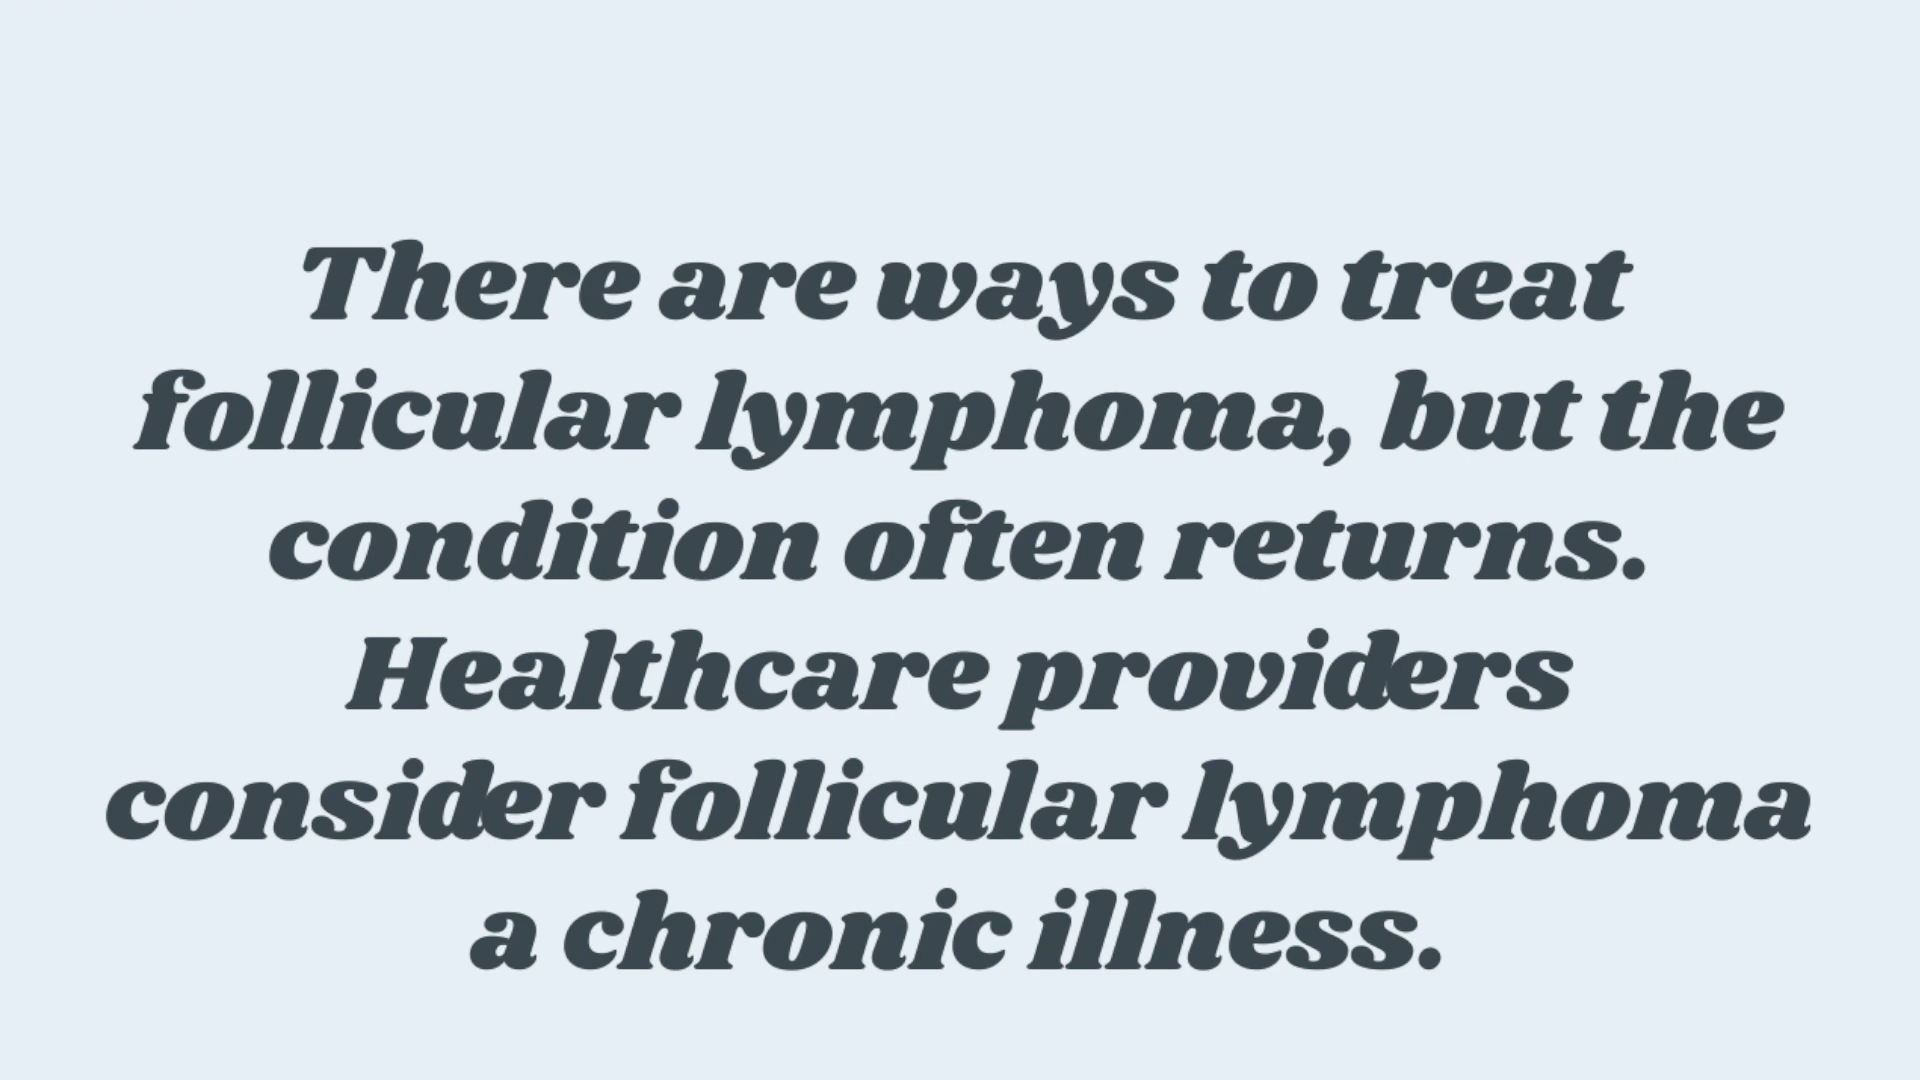 There are ways to treat
follicular lymphoma, but the
condition often returns.
Healthcare providers
consider follicular lymphoma
a chronic illness.